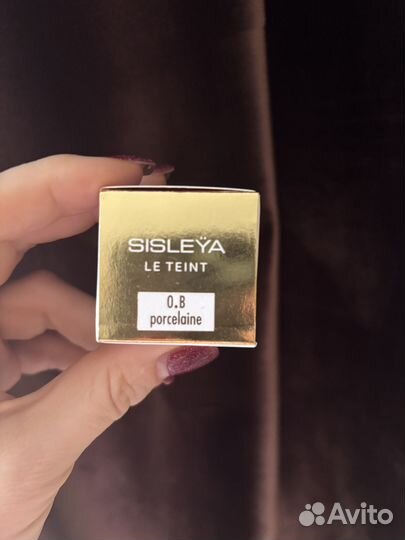 SISLEŸA
LE TEINT
0.B
porcelaine
Avito